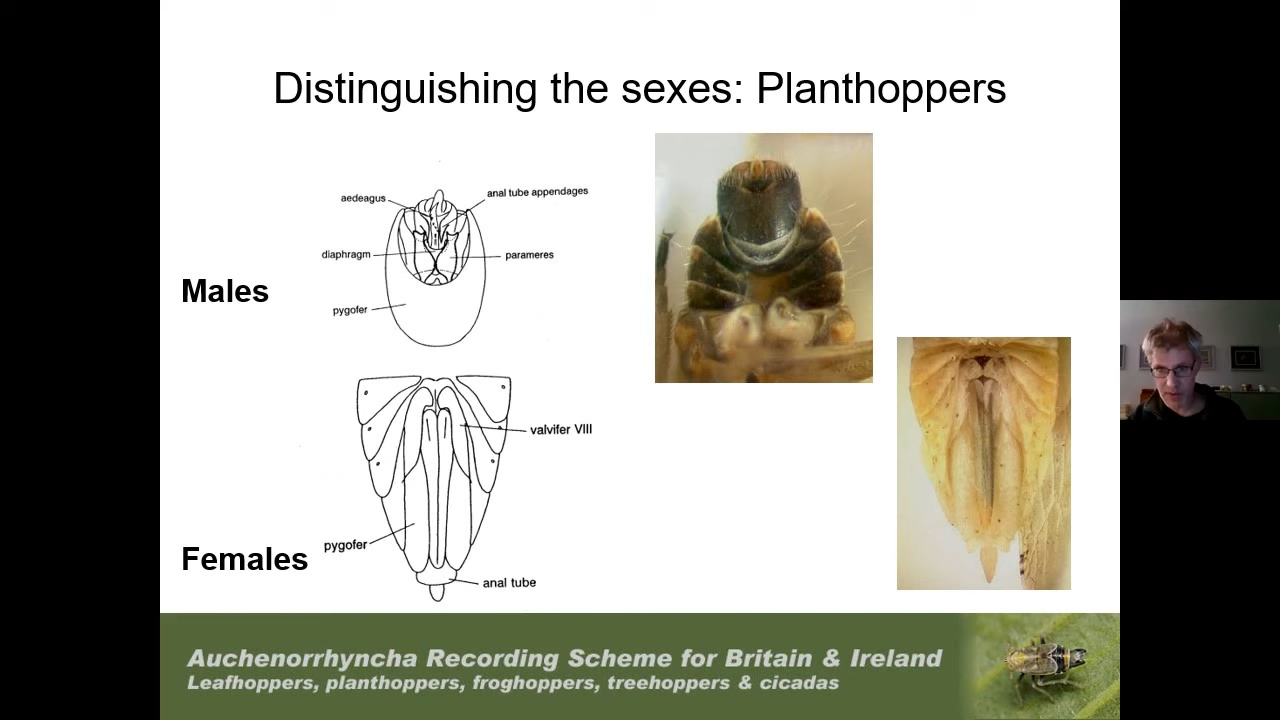 Distinguishing the sexes: Planthoppers
aedeagus
anal tube appendages
diaphragm
parameres
Males
pygofer
valvifer VIII
pygofer
Females
anal tube
Auchenorrhyncha Recording Scheme for Britain & Ireland
Leafhoppers, planthoppers, froghoppers, treehoppers & cicadas